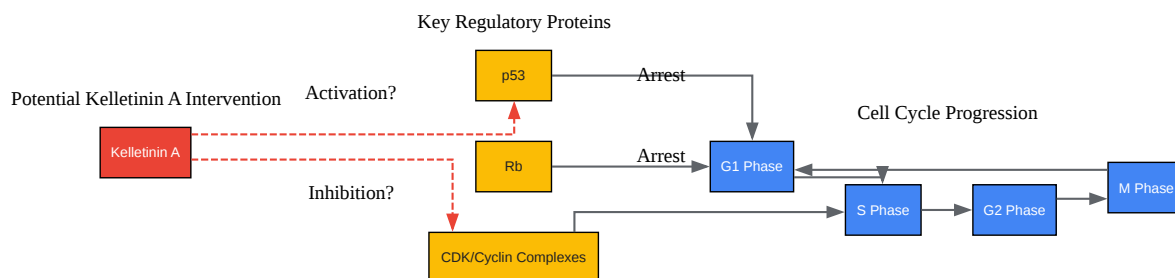 Key Regulatory Proteins
p53
Arrest
Activation?
Potential Kelletinin A Intervention
Cell Cycle Progression
Kelletinin A
Rb
Arrest
G1 Phase
M Phase
Inhibition?
S Phase
G2 Phase
CDK/Cyclin Complexes